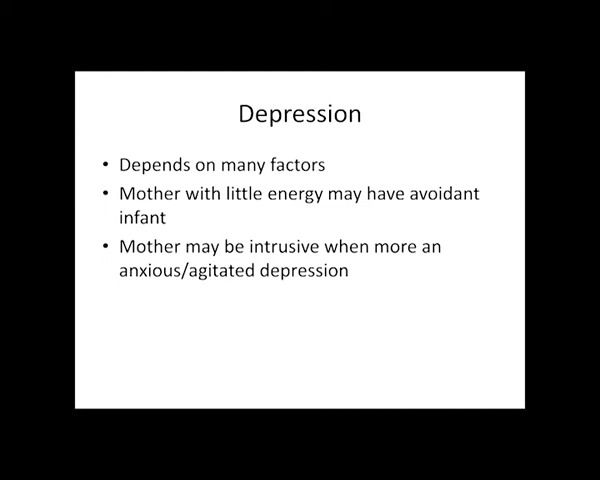 Depression
• Depends on many factors
• Mother with little energy may have avoidant
infant
• Mother may be intrusive when more an
anxious/agitated depression